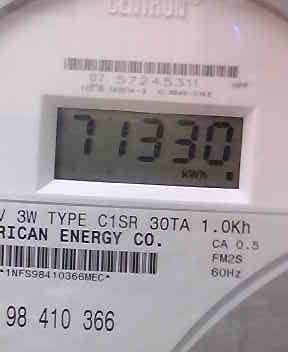 CENTRON
07 57245311
71330
kWh
V 3W TYPE C1SR 30TA 1.0Kh
RICAN ENERGY CO.
CA 0.5
FM2S
60Hz
*1NFS98410366MEC*
98 410 366